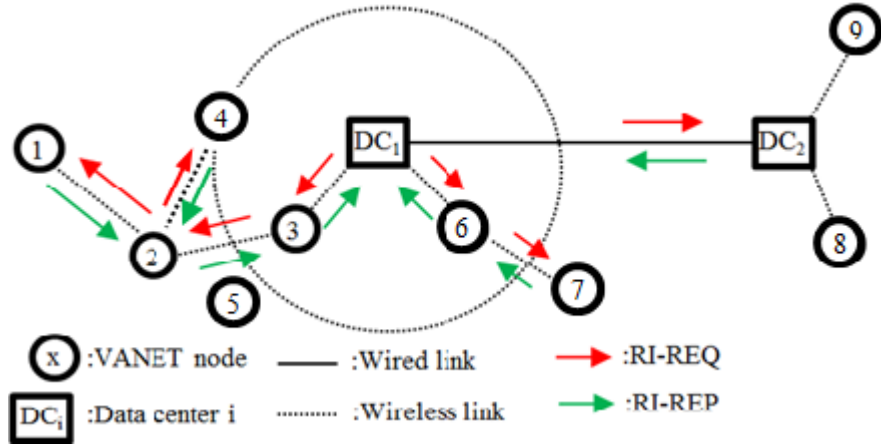 9
4
1
DC1
DC2
3
6
2
8
5
7
x :VANET node :Wired link :RI-REQ
DCi :Data center i :Wireless link :RI-REP